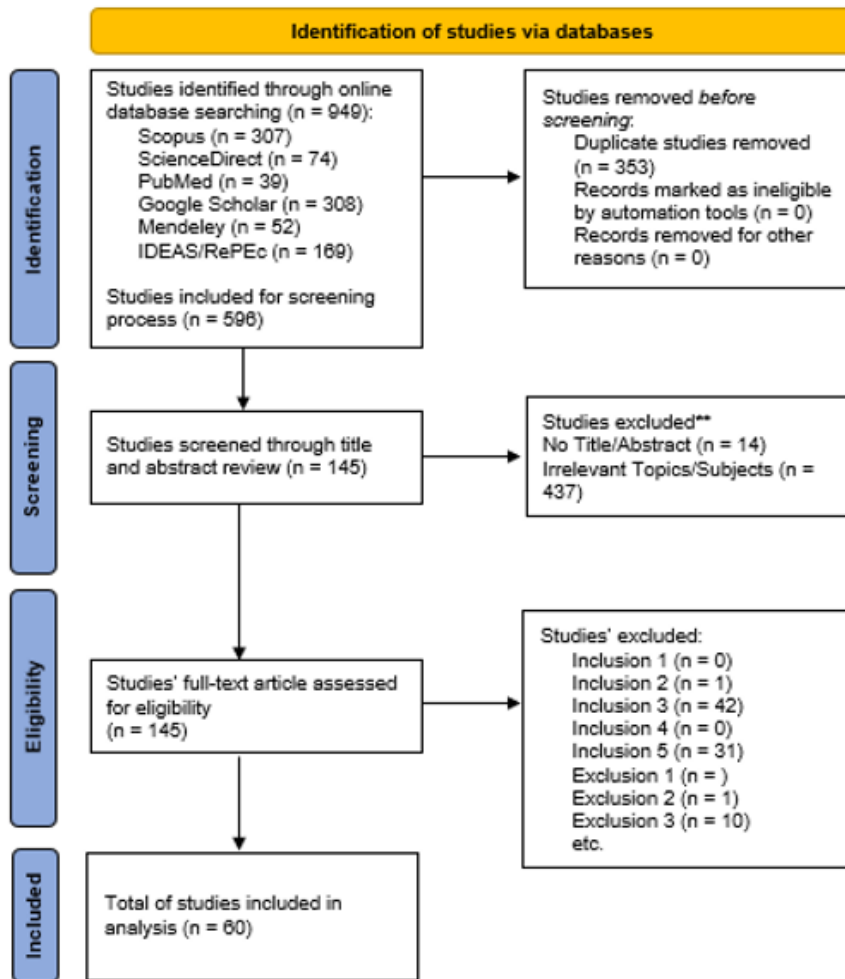 Identification of studies via databases
Identification
Studies identified through online
database searching (n = 949):
Scopus (n = 307)
ScienceDirect (n = 74)
PubMed (n = 39)
Google Scholar (n = 308)
Mendeley (n = 52)
IDEAS/RePEc (n = 169)
Studies included for screening
process (n = 596)
Studies removed before
screening:
Duplicate studies removed
(n = 353)
Records marked as ineligible
by automation tools (n = 0)
Records removed for other
reasons (n = 0)
Screening
Studies screened through title
and abstract review (n = 145)
Studies excluded**
No Title/Abstract (n = 14)
Irrelevant Topics/Subjects (n =
437)
Eligibility
Studies' full-text article assessed
for eligibility
(n = 145)
Studies' excluded:
Inclusion 1 (n = 0)
Inclusion 2 (n = 1)
Inclusion 3 (n = 42)
Inclusion 4 (n = 0)
Inclusion 5 (n = 31)
Exclusion 1 (n = )
Exclusion 2 (n = 1)
Exclusion 3 (n = 10)
etc.
Included
Total of studies included in
analysis (n = 60)